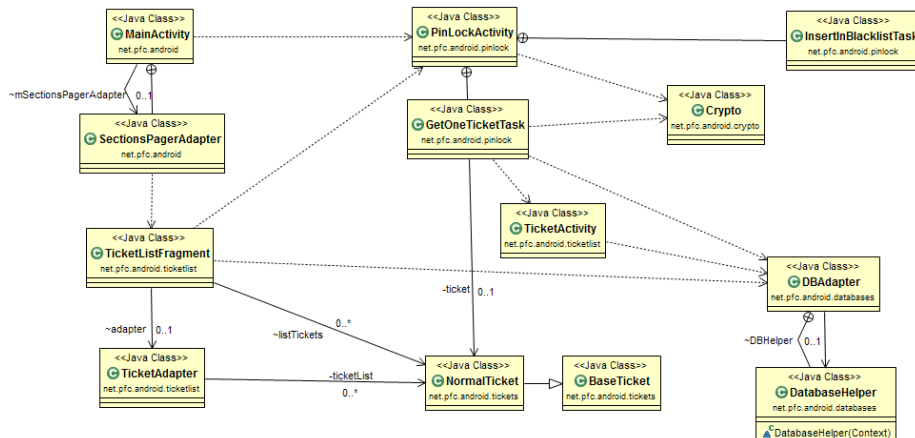 <<Java Class>>
MainActivity
net.pfc.android
<<Java Class>>
PinLockActivity
net.pfc.android.pinlock
<<Java Class>>
InsertInBlacklistTask
net.pfc.android.pinlock
~mSectionsPagerAdapter
0..1
<<Java Class>>
Crypto
net.pfc.android.crypto
<<Java Class>>
SectionsPagerAdapter
net.pfc.android
<<Java Class>>
GetOneTicketTask
net.pfc.android.pinlock
<<Java Class>>
TicketActivity
net.pfc.android.ticketlist
<<Java Class>>
TicketListFragment
net.pfc.android.ticketlist
<<Java Class>>
DBAdapter
net.pfc.android.databases
-ticket
0..1
~adapter
0..1
0..*
~listTickets
~DBHelper
0..1
<<Java Class>>
TicketAdapter
net.pfc.android.ticketlist
-ticketList
0..*
<<Java Class>>
NormalTicket
net.pfc.android.tickets
<<Java Class>>
BaseTicket
net.pfc.android.tickets
<<Java Class>>
DatabaseHelper
net.pfc.android.databases
DatabaseHelper(Context)